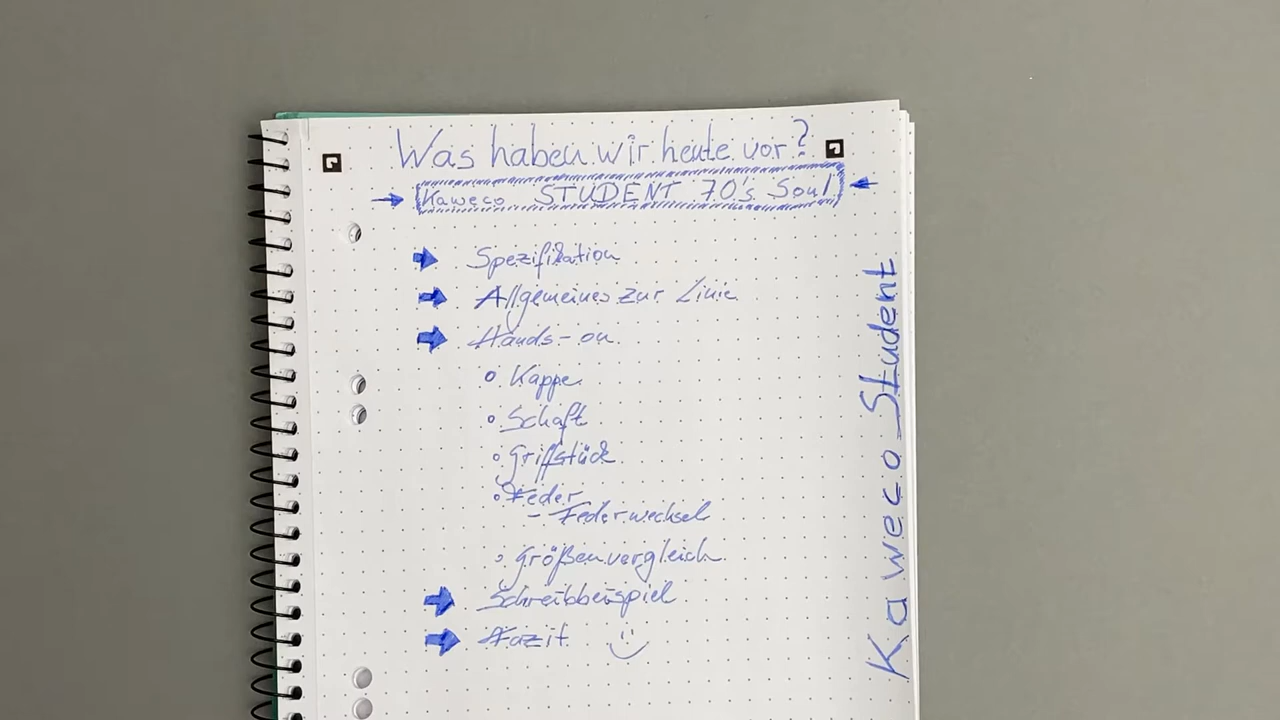 Was haben wir heute vor?
Kaweco STUDENT 70's Soul
Spezifikation
Allgemeines zur Linie
Hands-on
Kappe
Schaft
Griffstück
Feder
- Federwechsel
Größenvergleich
Schreibbeispiel
Fazit
Kaweco Student